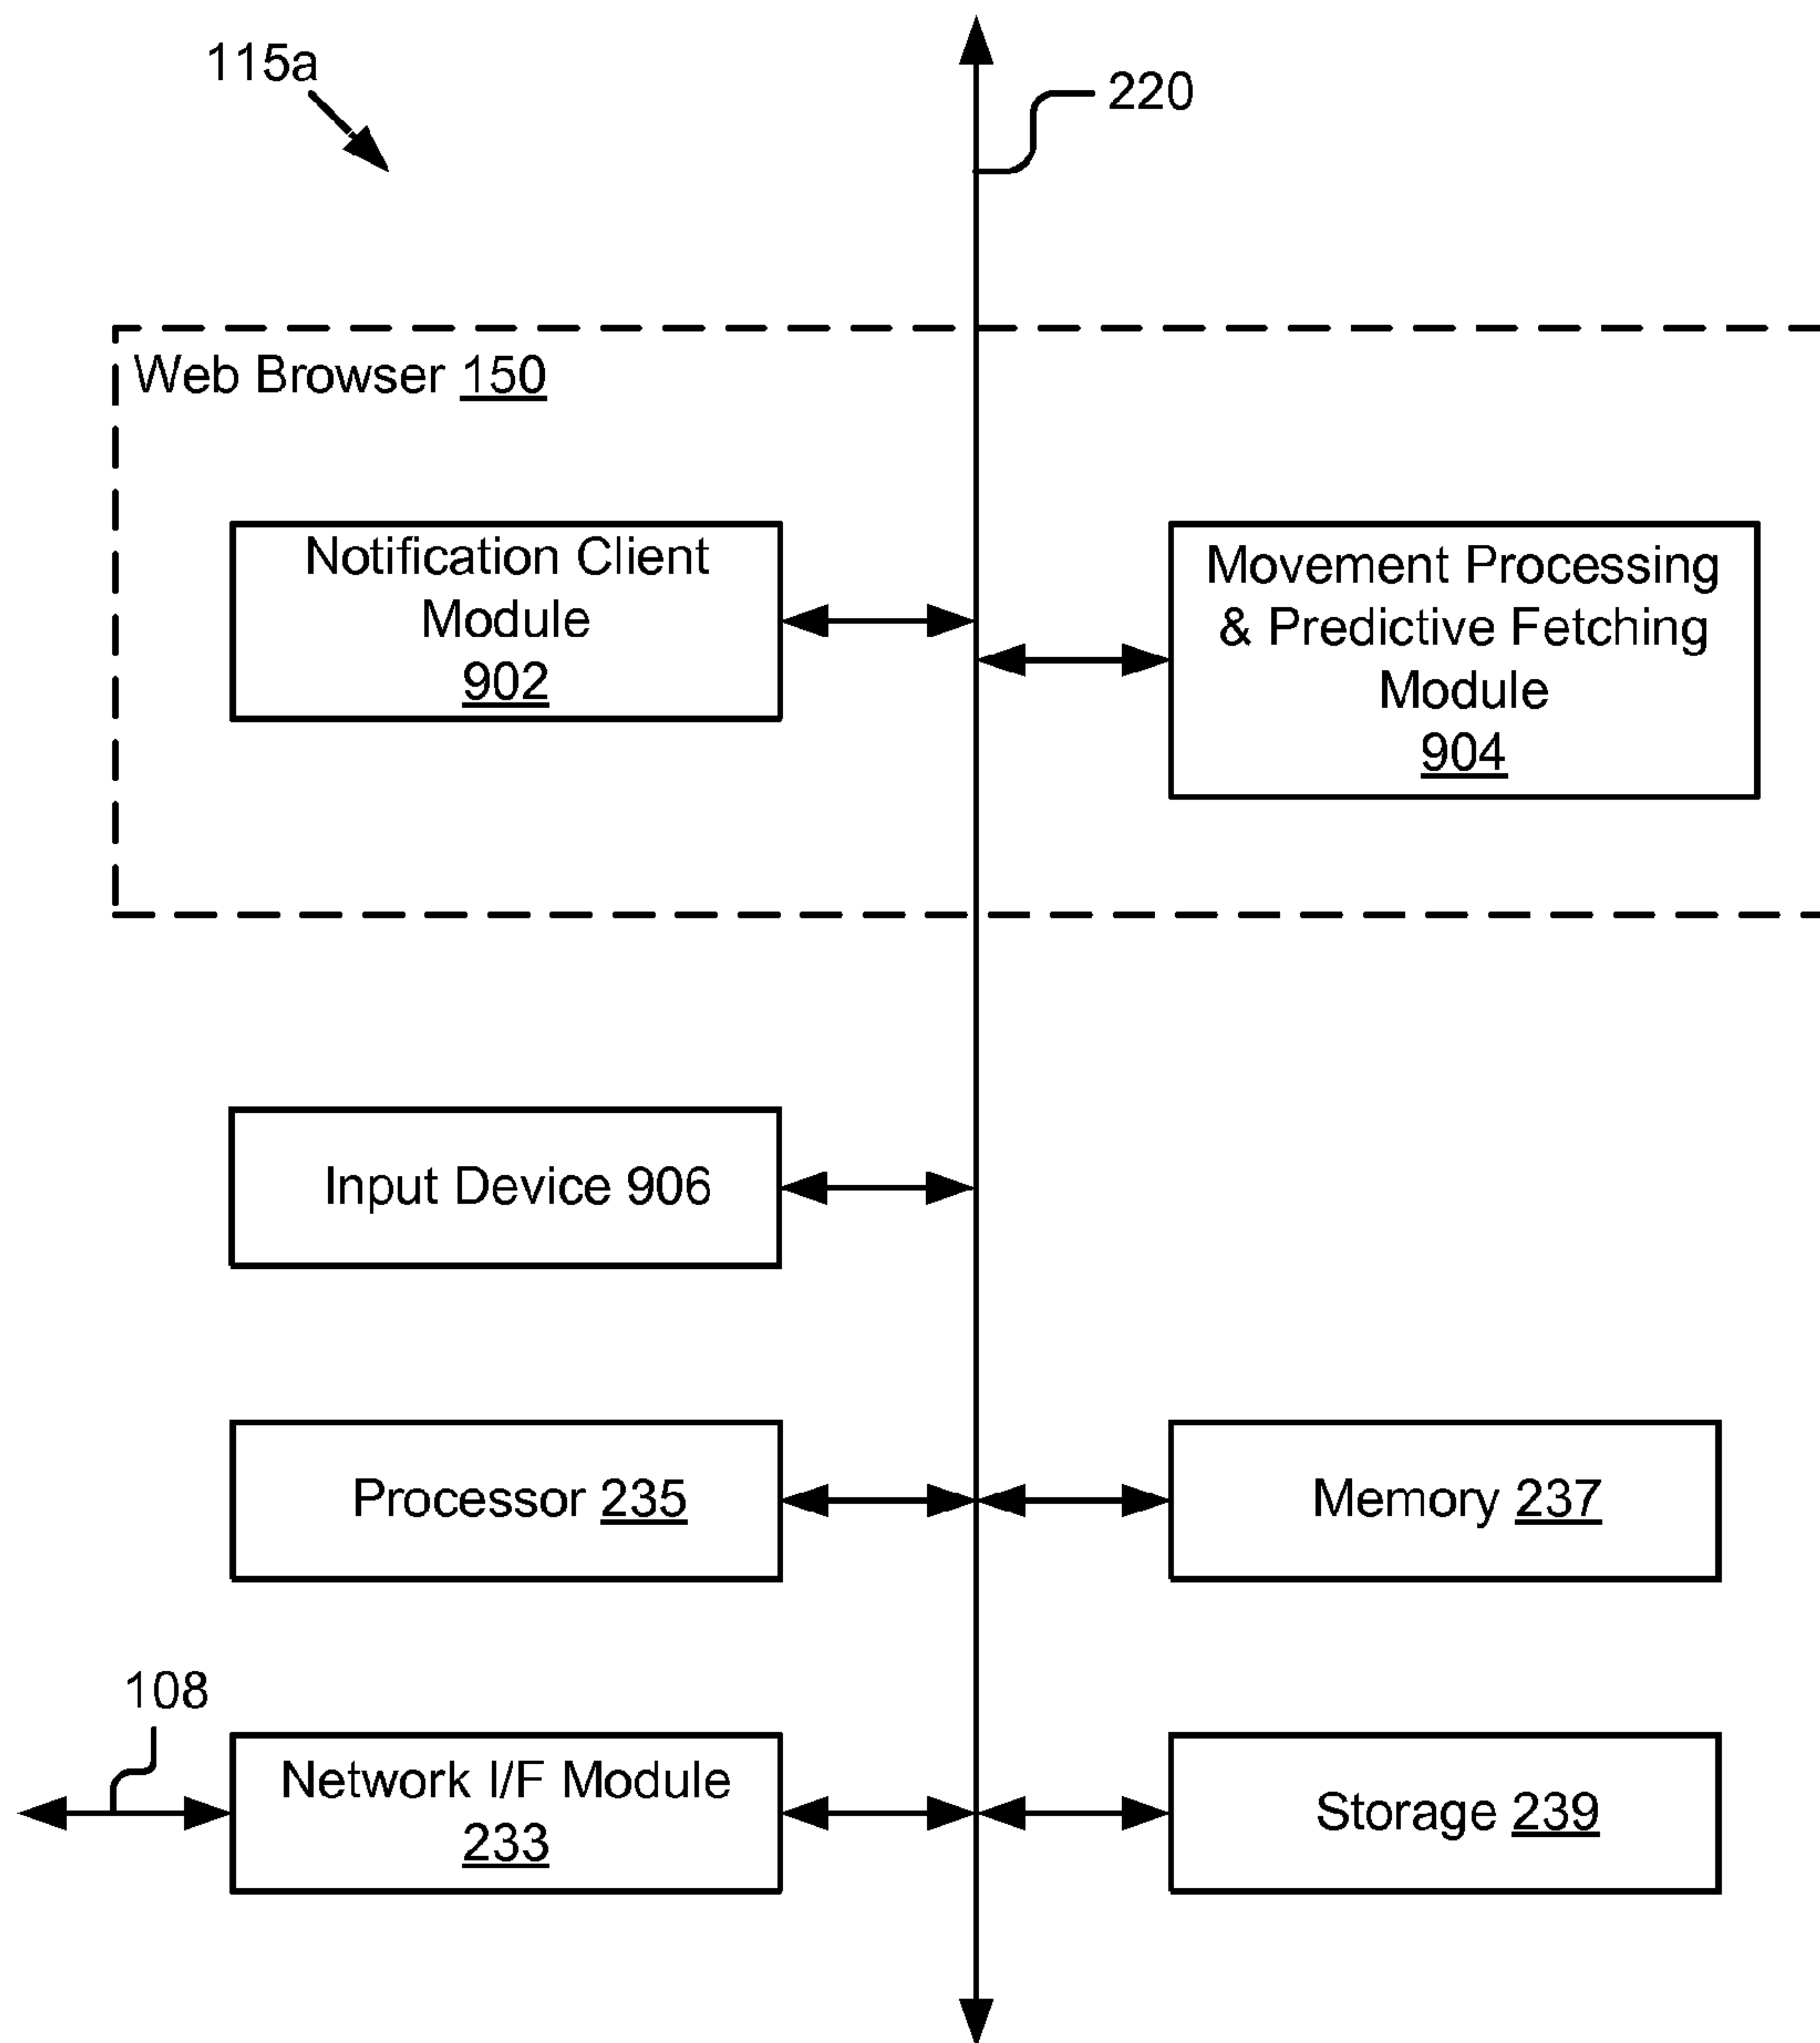 115a
220
Web Browser 150
Notification Client
Module
902
Movement Processing
& Predictive Fetching
Module
904
Input Device 906
Processor 235
Memory 237
108
Network I/F Module
233
Storage 239